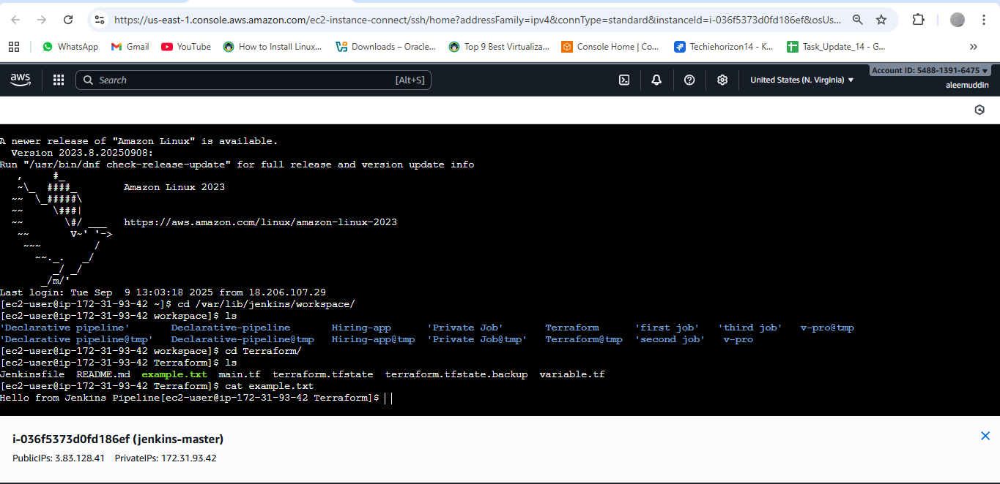 https://us-east-1.console.aws.amazon.com/ec2-instance-connect/ssh/home?addressFamily=ipv4&connType=standard&instanceId=i-036f5373d0fd186ef&osUs...
WhatsApp Gmail YouTube How to Install Linux... Downloads – Oracle... Top 9 Best Virtualiza... Console Home | Co... Techiehorizon14 - K... Task_Update_14 - G... »
aws Search [Alt+S] United States (N. Virginia) ▼ Account ID: 5488-1391-6475 ▼
aleemuddin
A newer release of "Amazon Linux" is available.
  Version 2023.8.20250908:
Run "/usr/bin/dnf check-release-update" for full release and version update info
   ,     #_
   ~\_  ####_        Amazon Linux 2023
  ~~  \_#####\
  ~~     \###|
  ~~       \#/ ___   https://aws.amazon.com/linux/amazon-linux-2023
   ~~       V~' '->
    ~~~         /
      ~~._.   _/
         _/ _/
       _/m/'
Last login: Tue Sep  9 13:03:18 2025 from 18.206.107.29
[ec2-user@ip-172-31-93-42 ~]$ cd /var/lib/jenkins/workspace/
[ec2-user@ip-172-31-93-42 workspace]$ ls
'Declarative pipeline'       Declarative-pipeline       Hiring-app      'Private Job'       Terraform      'first job'   'third job'   v-pro@tmp
'Declarative pipeline@tmp'   Declarative-pipeline@tmp   Hiring-app@tmp  'Private Job@tmp'   Terraform@tmp  'second job'   v-pro
[ec2-user@ip-172-31-93-42 workspace]$ cd Terraform/
[ec2-user@ip-172-31-93-42 Terraform]$ ls
Jenkinsfile  README.md  example.txt  main.tf  terraform.tfstate  terraform.tfstate.backup  variable.tf
[ec2-user@ip-172-31-93-42 Terraform]$ cat example.txt
Hello from Jenkins Pipeline[ec2-user@ip-172-31-93-42 Terraform]$
i-036f5373d0fd186ef (jenkins-master)
PublicIPs: 3.83.128.41 PrivateIPs: 172.31.93.42